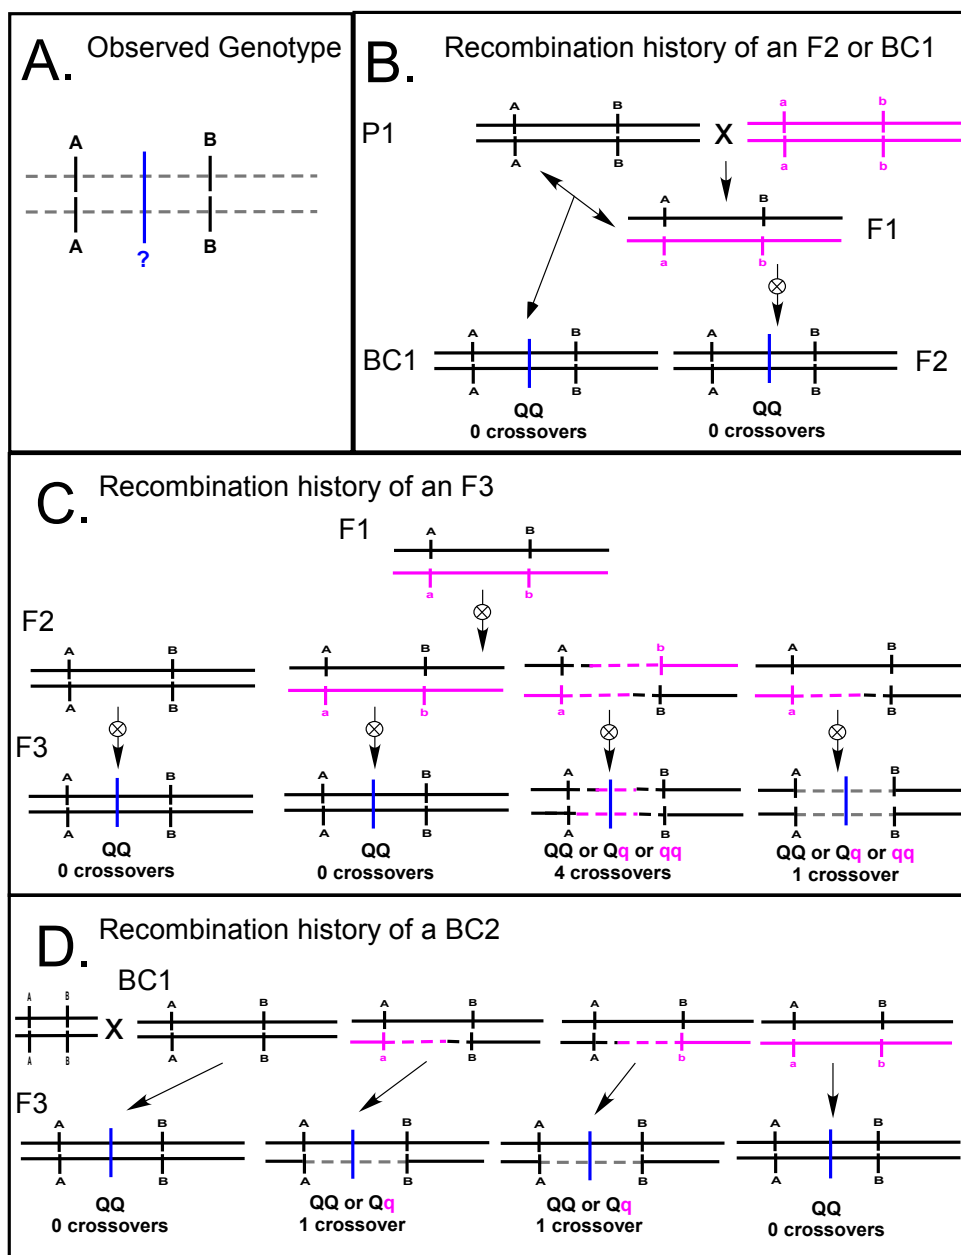 A. Observed Genotype
A B
A B
?
B. Recombination history of an F2 or BC1
P1
A B a b
X
A B a b
F1
A B
a b
BC1
A B A B
F2
A B A B
QQ QQ
0 crossovers 0 crossovers
C. Recombination history of an F3
F1
A B
a b
F2
A B A B A b A B
A B a b a B a B
F3
A B A B A B A B
A B A B A B A B
QQ QQ QQ or Qq or qq QQ or Qq or qq
0 crossovers 0 crossovers 4 crossovers 1 crossover
D. Recombination history of a BC2
BC1
A B A B A B A B A B
X
A B A B a B A b a b
F3
A B A B A B A B
A B A B A B A B
QQ QQ or Qq QQ or Qq QQ
0 crossovers 1 crossover 1 crossover 0 crossovers